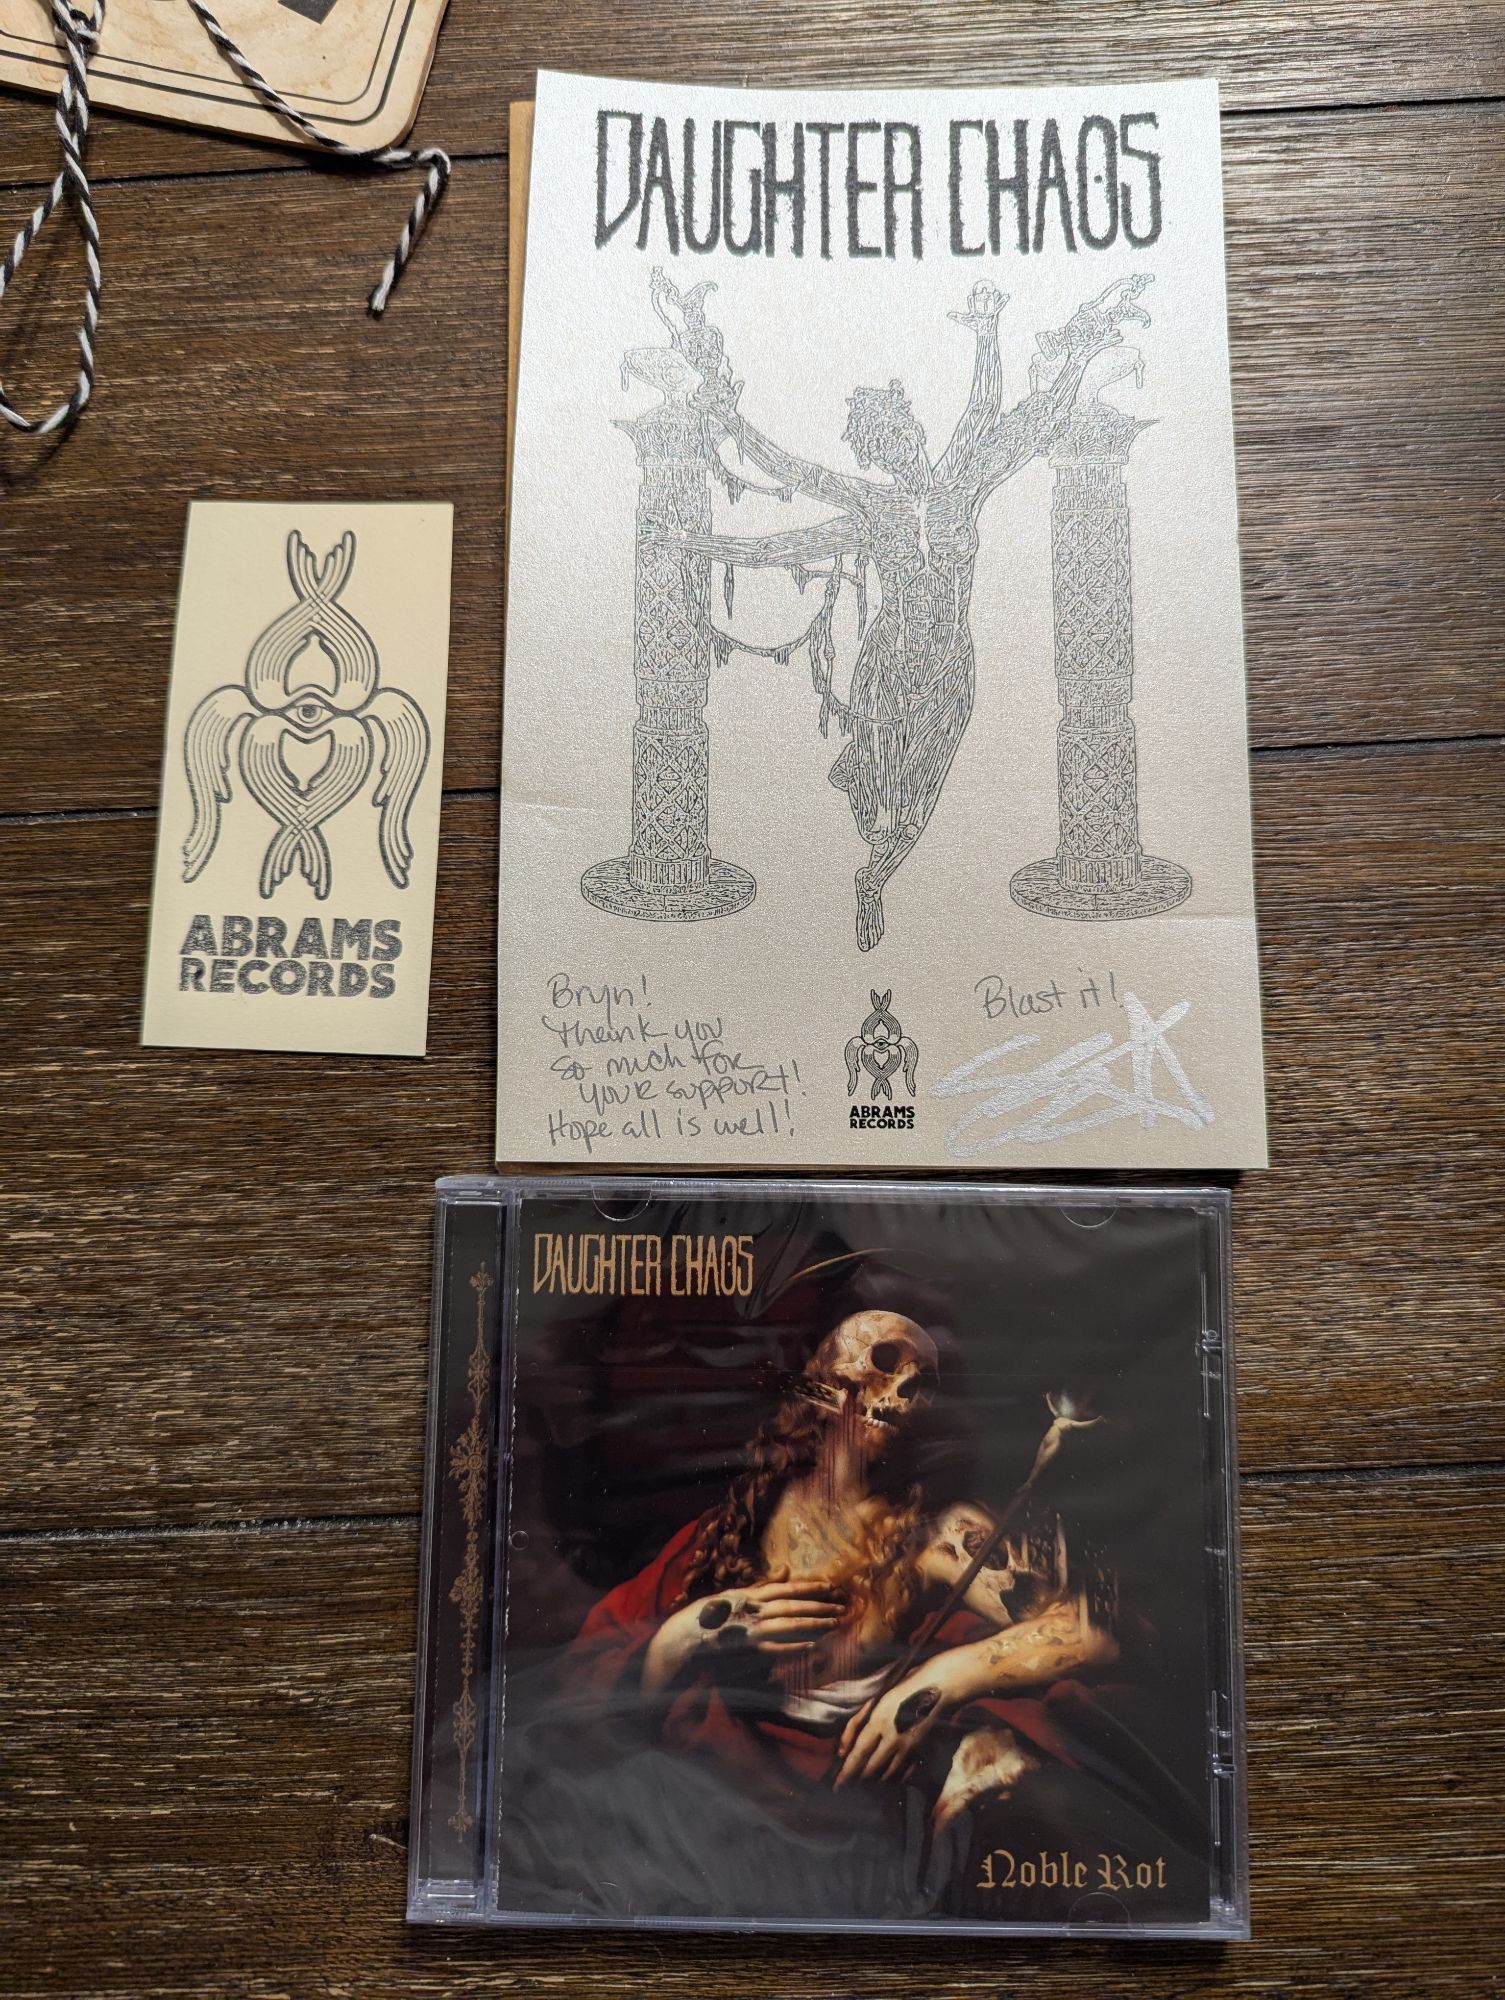 DAUGHTER CHAOS
ABRAMS
RECORDS
Bryn!
Thank you
so much for
your support!
Hope all is well!
Blast it!
ABRAMS
RECORDS
DAUGHTER CHAOS
Noble Rot